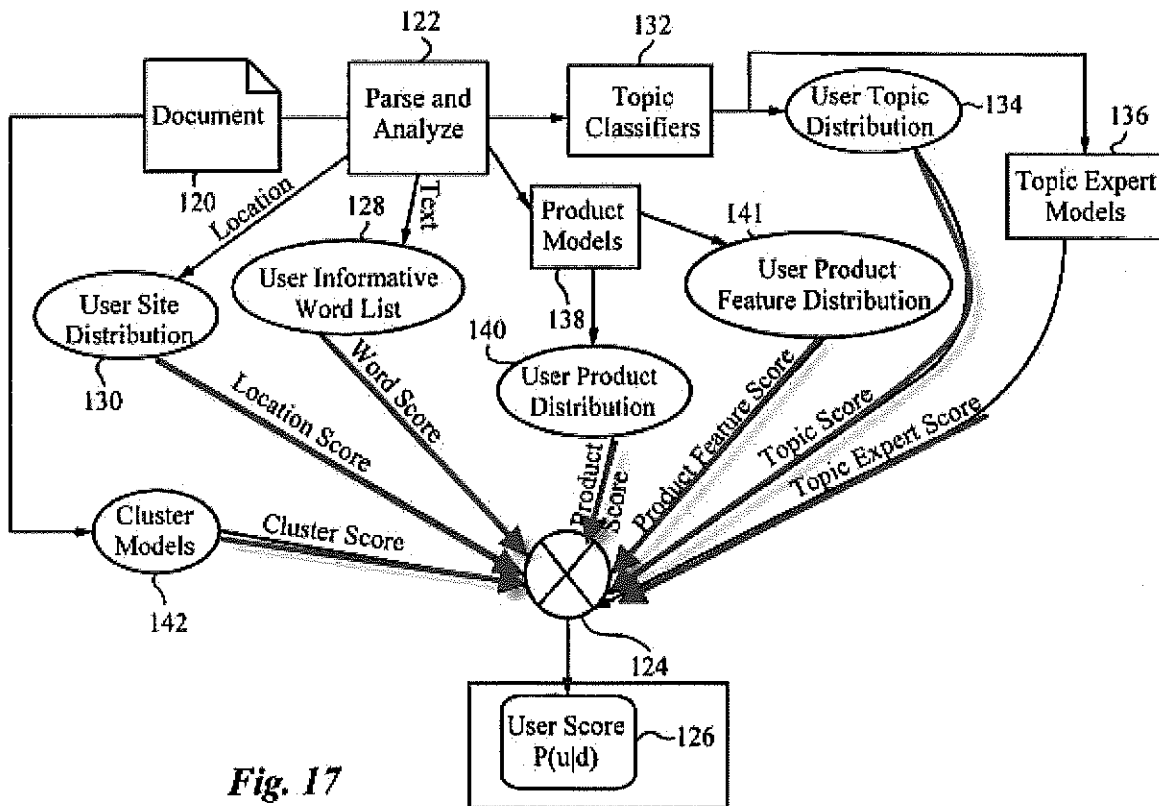 122
132
Document
Parse and
Analyze
Topic
Classifiers
User Topic
Distribution
134
136
120
Location
Text
128
Product
Models
141
Topic Expert
Models
User Site
Distribution
User Informative
Word List
138
User Product
Feature Distribution
130
140
User Product
Distribution
Location Score
Word Score
Product
Score
Product Feature Score
Topic Score
Topic Expert Score
Cluster
Models
Cluster Score
142
124
User Score
P(u|d)
126
Fig. 17